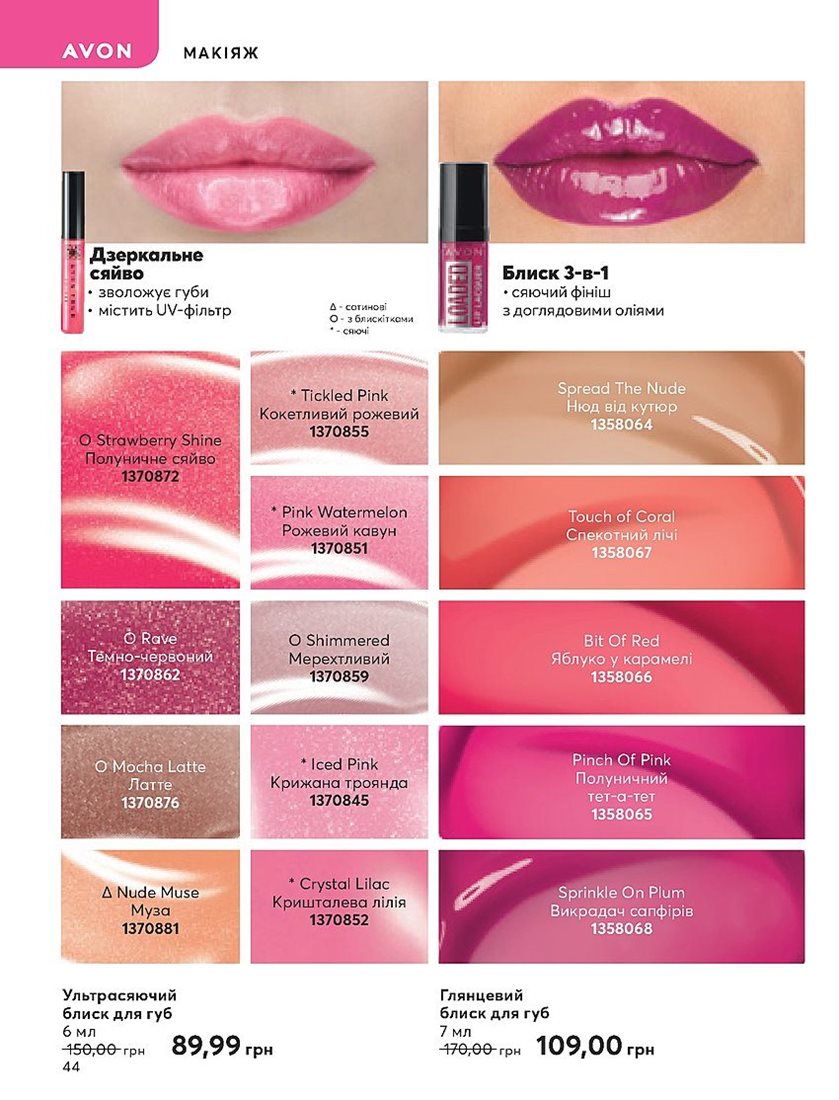 AVON
МАКІЯЖ
Дзеркальне
сяйво
• зволожує губи
• містить UV-фільтр
Δ - сотинові
O - з блискітками
* - сяючі
AVON
LOADED
LIP LACQUER
Блиск 3-в-1
• сяючий фініш
з доглядовими оліями
O Strawberry Shine
Полуничне сяйво
1370872
* Tickled Pink
Кокетливий рожевий
1370855
* Pink Watermelon
Рожевий кавун
1370851
O Rave
Темно-червоний
1370862
O Shimmered
Мерехтливий
1370859
O Mocha Latte
Латте
1370876
* Iced Pink
Крижана троянда
1370845
Δ Nude Muse
Муза
1370881
* Crystal Lilac
Кришталева лілія
1370852
Spread The Nude
Нюд від кутюр
1358064
Touch of Coral
Спекотний лічі
1358067
Bit Of Red
Яблуко у карамелі
1358066
Pinch Of Pink
Полуничний
тет-а-тет
1358065
Sprinkle On Plum
Викрадач сапфірів
1358068
Ультрасяючий
блиск для губ
6 мл
150,00 грн 89,99 грн
44
Глянцевий
блиск для губ
7 мл
170,00 грн 109,00 грн